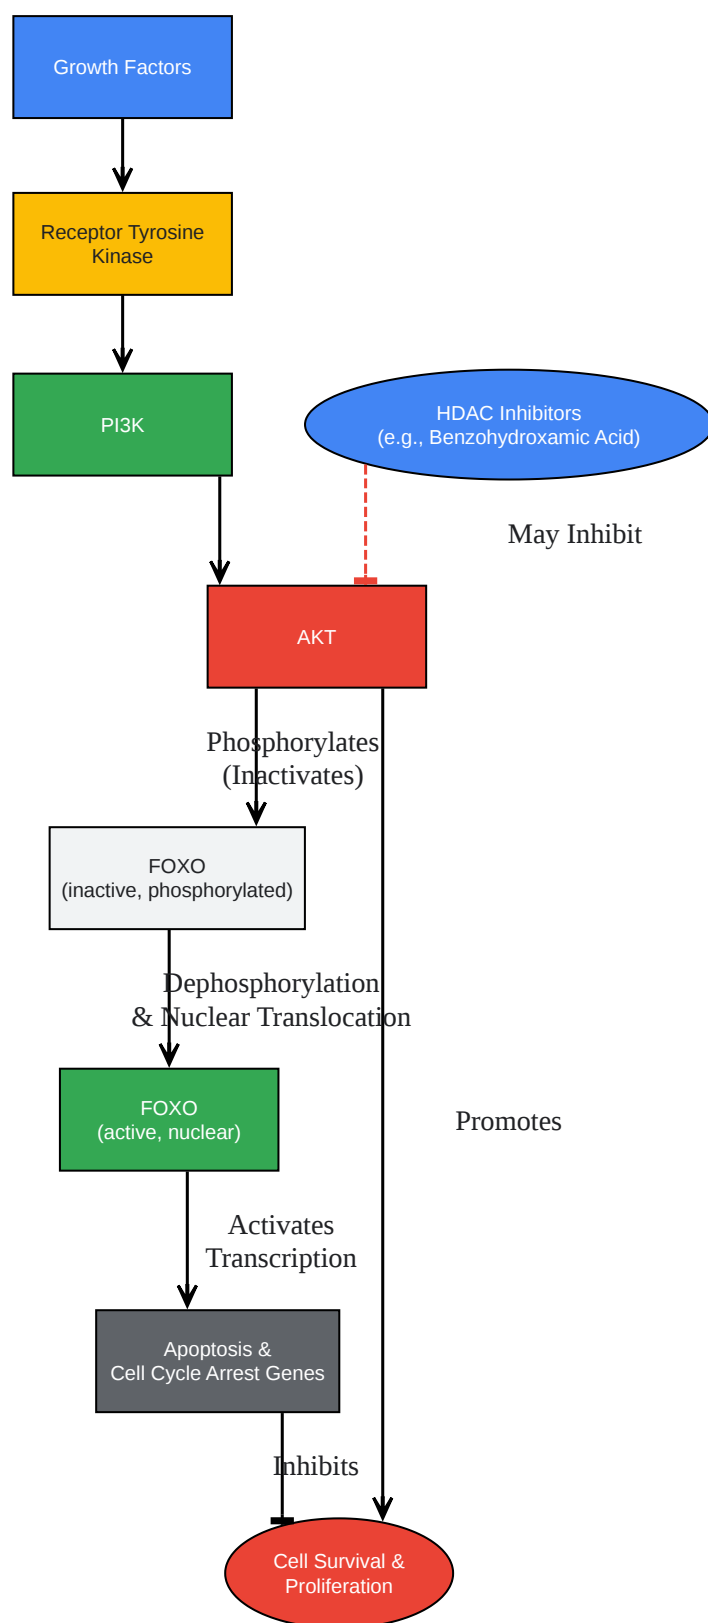 Growth Factors
Receptor Tyrosine
Kinase
PI3K
HDAC Inhibitors
(e.g., Benzohydroxamic Acid)
May Inhibit
AKT
Phosphorylates
(Inactivates)
FOXO
(inactive, phosphorylated)
Dephosphorylation
& Nuclear Translocation
FOXO
(active, nuclear)
Promotes
Activates
Transcription
Apoptosis &
Cell Cycle Arrest Genes
Inhibits
Cell Survival &
Proliferation